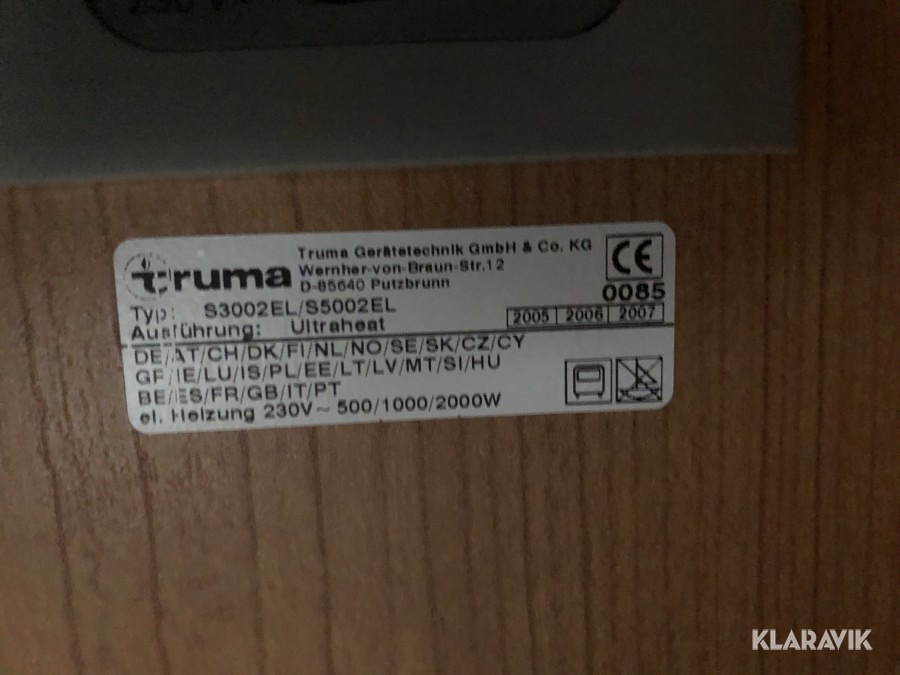 truma
Truma Gerätetechnik GmbH & Co. KG
Wernher-von-Braun-Str.12
D-85640 Putzbrunn
CE
0085
Typ: S3002EL/S5002EL
Ausführung: Ultraheat
2005 2006 2007
DE/AT/CH/DK/FI/NL/NO/SE/SK/CZ/CY
GR/IE/LU/IS/PL/EE/LT/LV/MT/SI/HU
BE/ES/FR/GB/IT/PT
el. Heizung 230V~ 500/1000/2000W
KLARAVIK